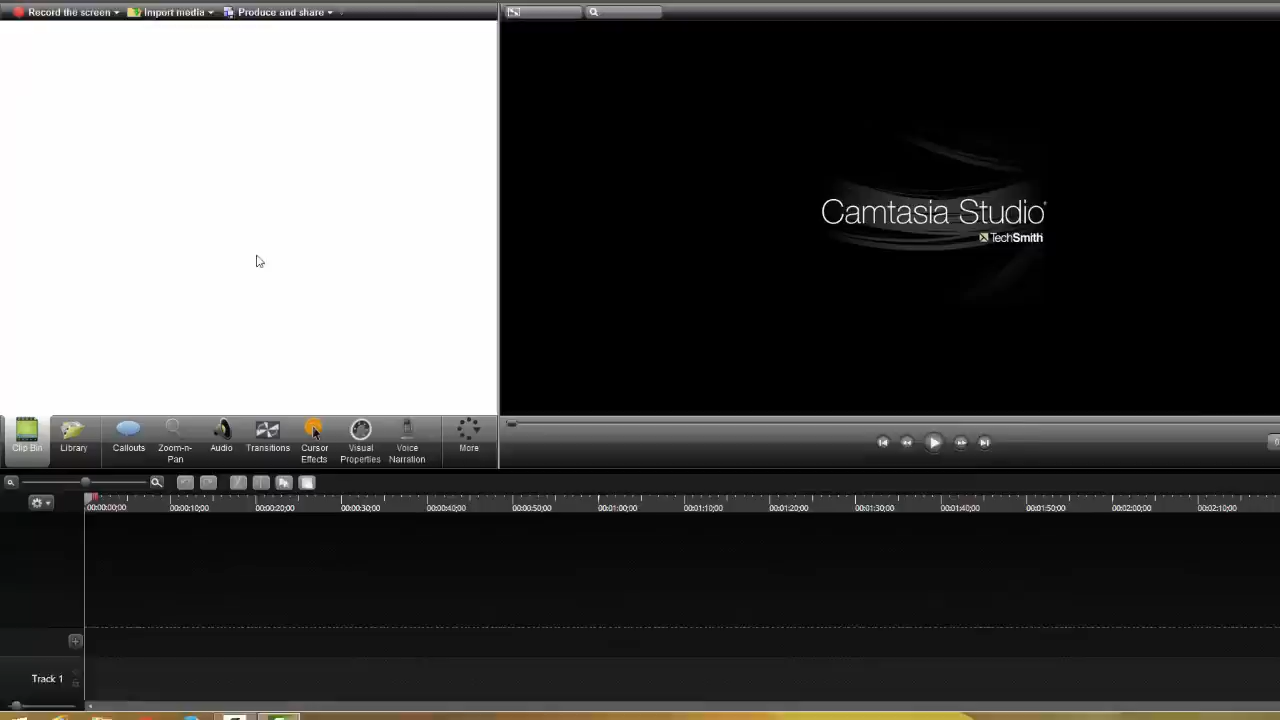 Record the screen Import media Produce and share
Camtasia Studio
TechSmith
Clip Bin Library Callouts Zoom-n-Pan Audio Transitions Cursor Effects Visual Properties Voice Narration More
00:00:00;00 00:00:10;00 00:00:20;00 00:00:30;00 00:00:40;00 00:00:50;00 00:01:00;00 00:01:10;00 00:01:20;00 00:01:30;00 00:01:40;00 00:01:50;00 00:02:00;00 00:02:10;00
Track 1